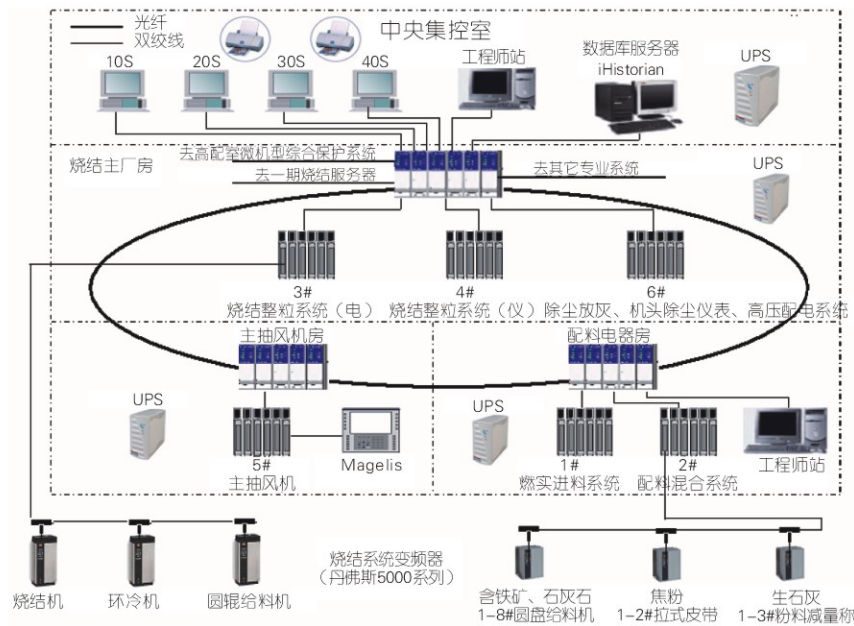 光纤
双绞线
中央集控室
10S
20S
30S
40S
工程师站
数据库服务器
iHistorian
UPS
烧结主厂房
去高配室微机型综合保护系统
去一期烧结服务器
去其它专业系统
UPS
3#
4#
6#
烧结整粒系统（电）
烧结整粒系统（仪）
除尘放灰、机头除尘仪表、高压配电系统
主抽风机房
配料电器房
UPS
5#
主抽风机
Magelis
UPS
1#
燃实进料系统
2#
配料混合系统
工程师站
烧结机
环冷机
圆辊给料机
烧结系统变频器
（丹佛斯5000系列）
含铁矿、石灰石
1-8#圆盘给料机
焦粉
1-2#拉式皮带
生石灰
1-3#粉料减量称